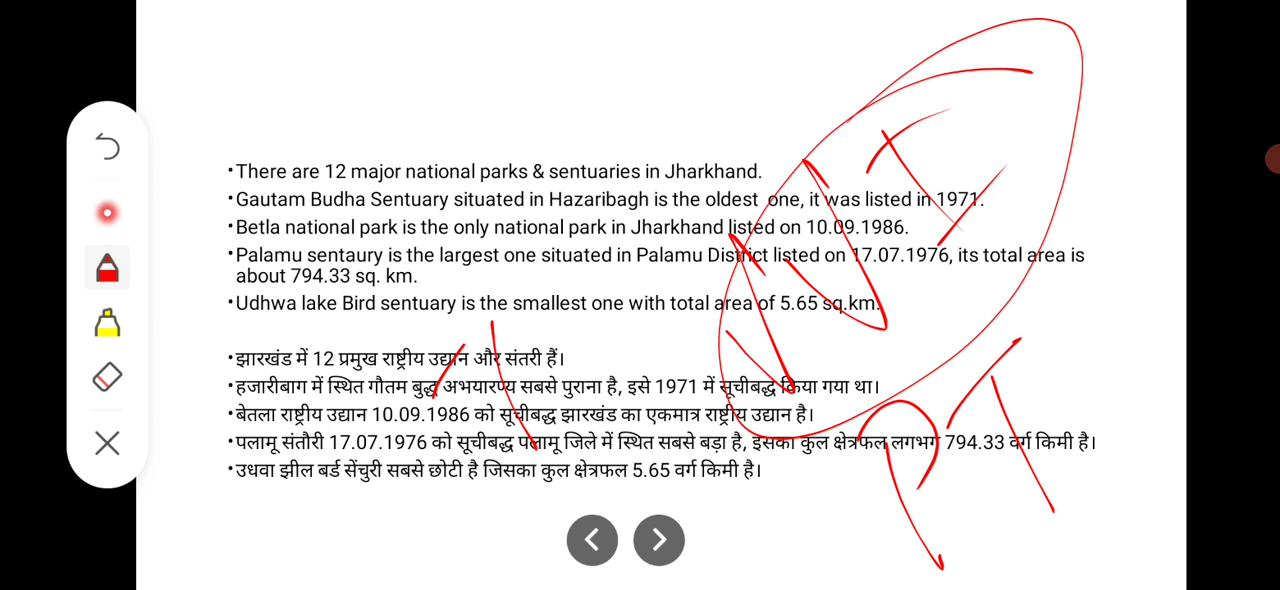 •There are 12 major national parks & sentuaries in Jharkhand.
•Gautam Budha Sentuary situated in Hazaribagh is the oldest one, it was listed in 1971.
•Betla national park is the only national park in Jharkhand listed on 10.09.1986.
•Palamu sentaury is the largest one situated in Palamu District listed on 17.07.1976, its total area is
about 794.33 sq. km.
•Udhwa lake Bird sentuary is the smallest one with total area of 5.65 sq.km.
•झारखंड में 12 प्रमुख राष्ट्रीय उद्यान और संतरी हैं।
•हजारीबाग में स्थित गौतम बुद्ध अभयारण्य सबसे पुराना है, इसे 1971 में सूचीबद्ध किया गया था।
•बेतला राष्ट्रीय उद्यान 10.09.1986 को सूचीबद्ध झारखंड का एकमात्र राष्ट्रीय उद्यान है।
•पलामू संतौरी 17.07.1976 को सूचीबद्ध पलामू जिले में स्थित सबसे बड़ा है, इसका कुल क्षेत्रफल लगभग 794.33 वर्ग किमी है।
•उधवा झील बर्ड सेंचुरी सबसे छोटी है जिसका कुल क्षेत्रफल 5.65 वर्ग किमी है।